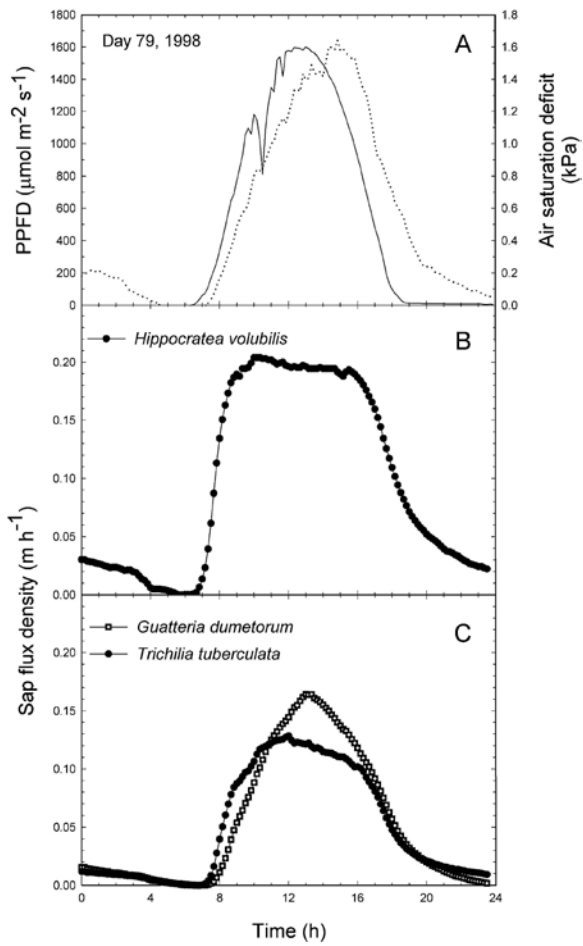 Day 79, 1998
A
PPFD (μmol m-2 s-1)
1800
1600
1400
1200
1000
800
600
400
200
0
1.8
1.6
1.4
1.2
1.0
0.8
0.6
0.4
0.2
0.0
Air saturation deficit
(kPa)
Hippocratea volubilis
B
0.20
0.15
0.10
0.05
0.00
Sap flux density (m h-1)
Guatteria dumetorum
Trichilia tuberculata
C
0.20
0.15
0.10
0.05
0.00
0 4 8 12 16 20 24
Time (h)